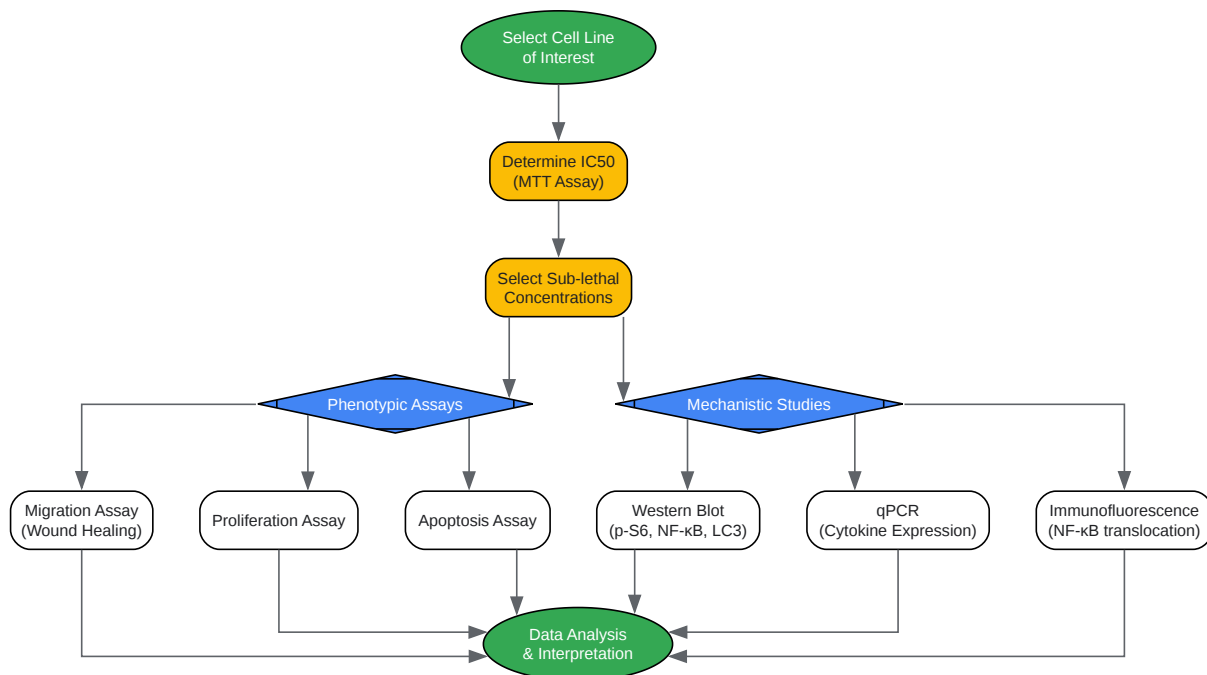 Select Cell Line
of Interest
Determine IC50
(MTT Assay)
Select Sub-lethal
Concentrations
Phenotypic Assays
Mechanistic Studies
Migration Assay
(Wound Healing)
Proliferation Assay
Apoptosis Assay
Western Blot
(p-S6, NF-κB, LC3)
qPCR
(Cytokine Expression)
Immunofluorescence
(NF-κB translocation)
Data Analysis
& Interpretation